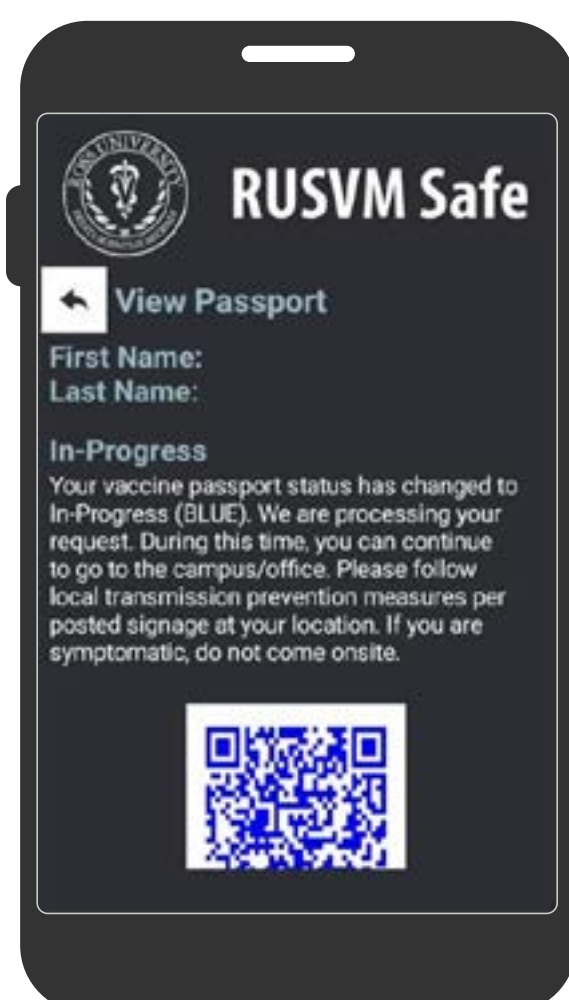 ROSS UNIVERSITY
RUSVM Safe
View Passport
First Name:
Last Name:
In-Progress
Your vaccine passport status has changed to
In-Progress (BLUE). We are processing your
request. During this time, you can continue
to go to the campus/office. Please follow
local transmission prevention measures per
posted signage at your location. If you are
symptomatic, do not come onsite.